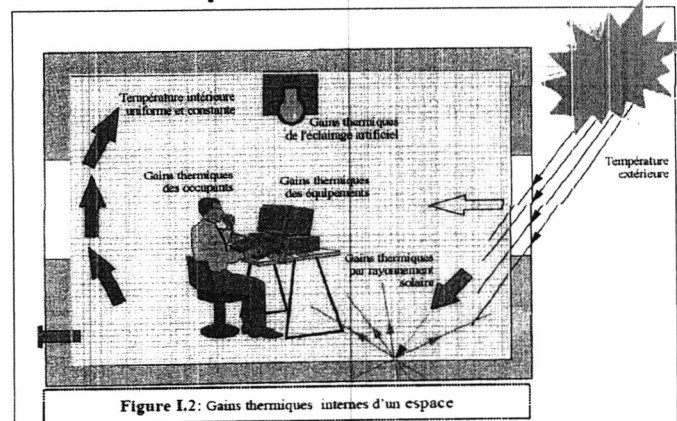 Température intérieure
uniforme et constante
Gains thermiques
de l'éclairage artificiel
Température
extérieure
Gains thermiques
des occupants
Gains thermiques
des équipements
Gains thermiques
par rayonnement
solaire
Figure I.2: Gains thermiques internes d'un espace